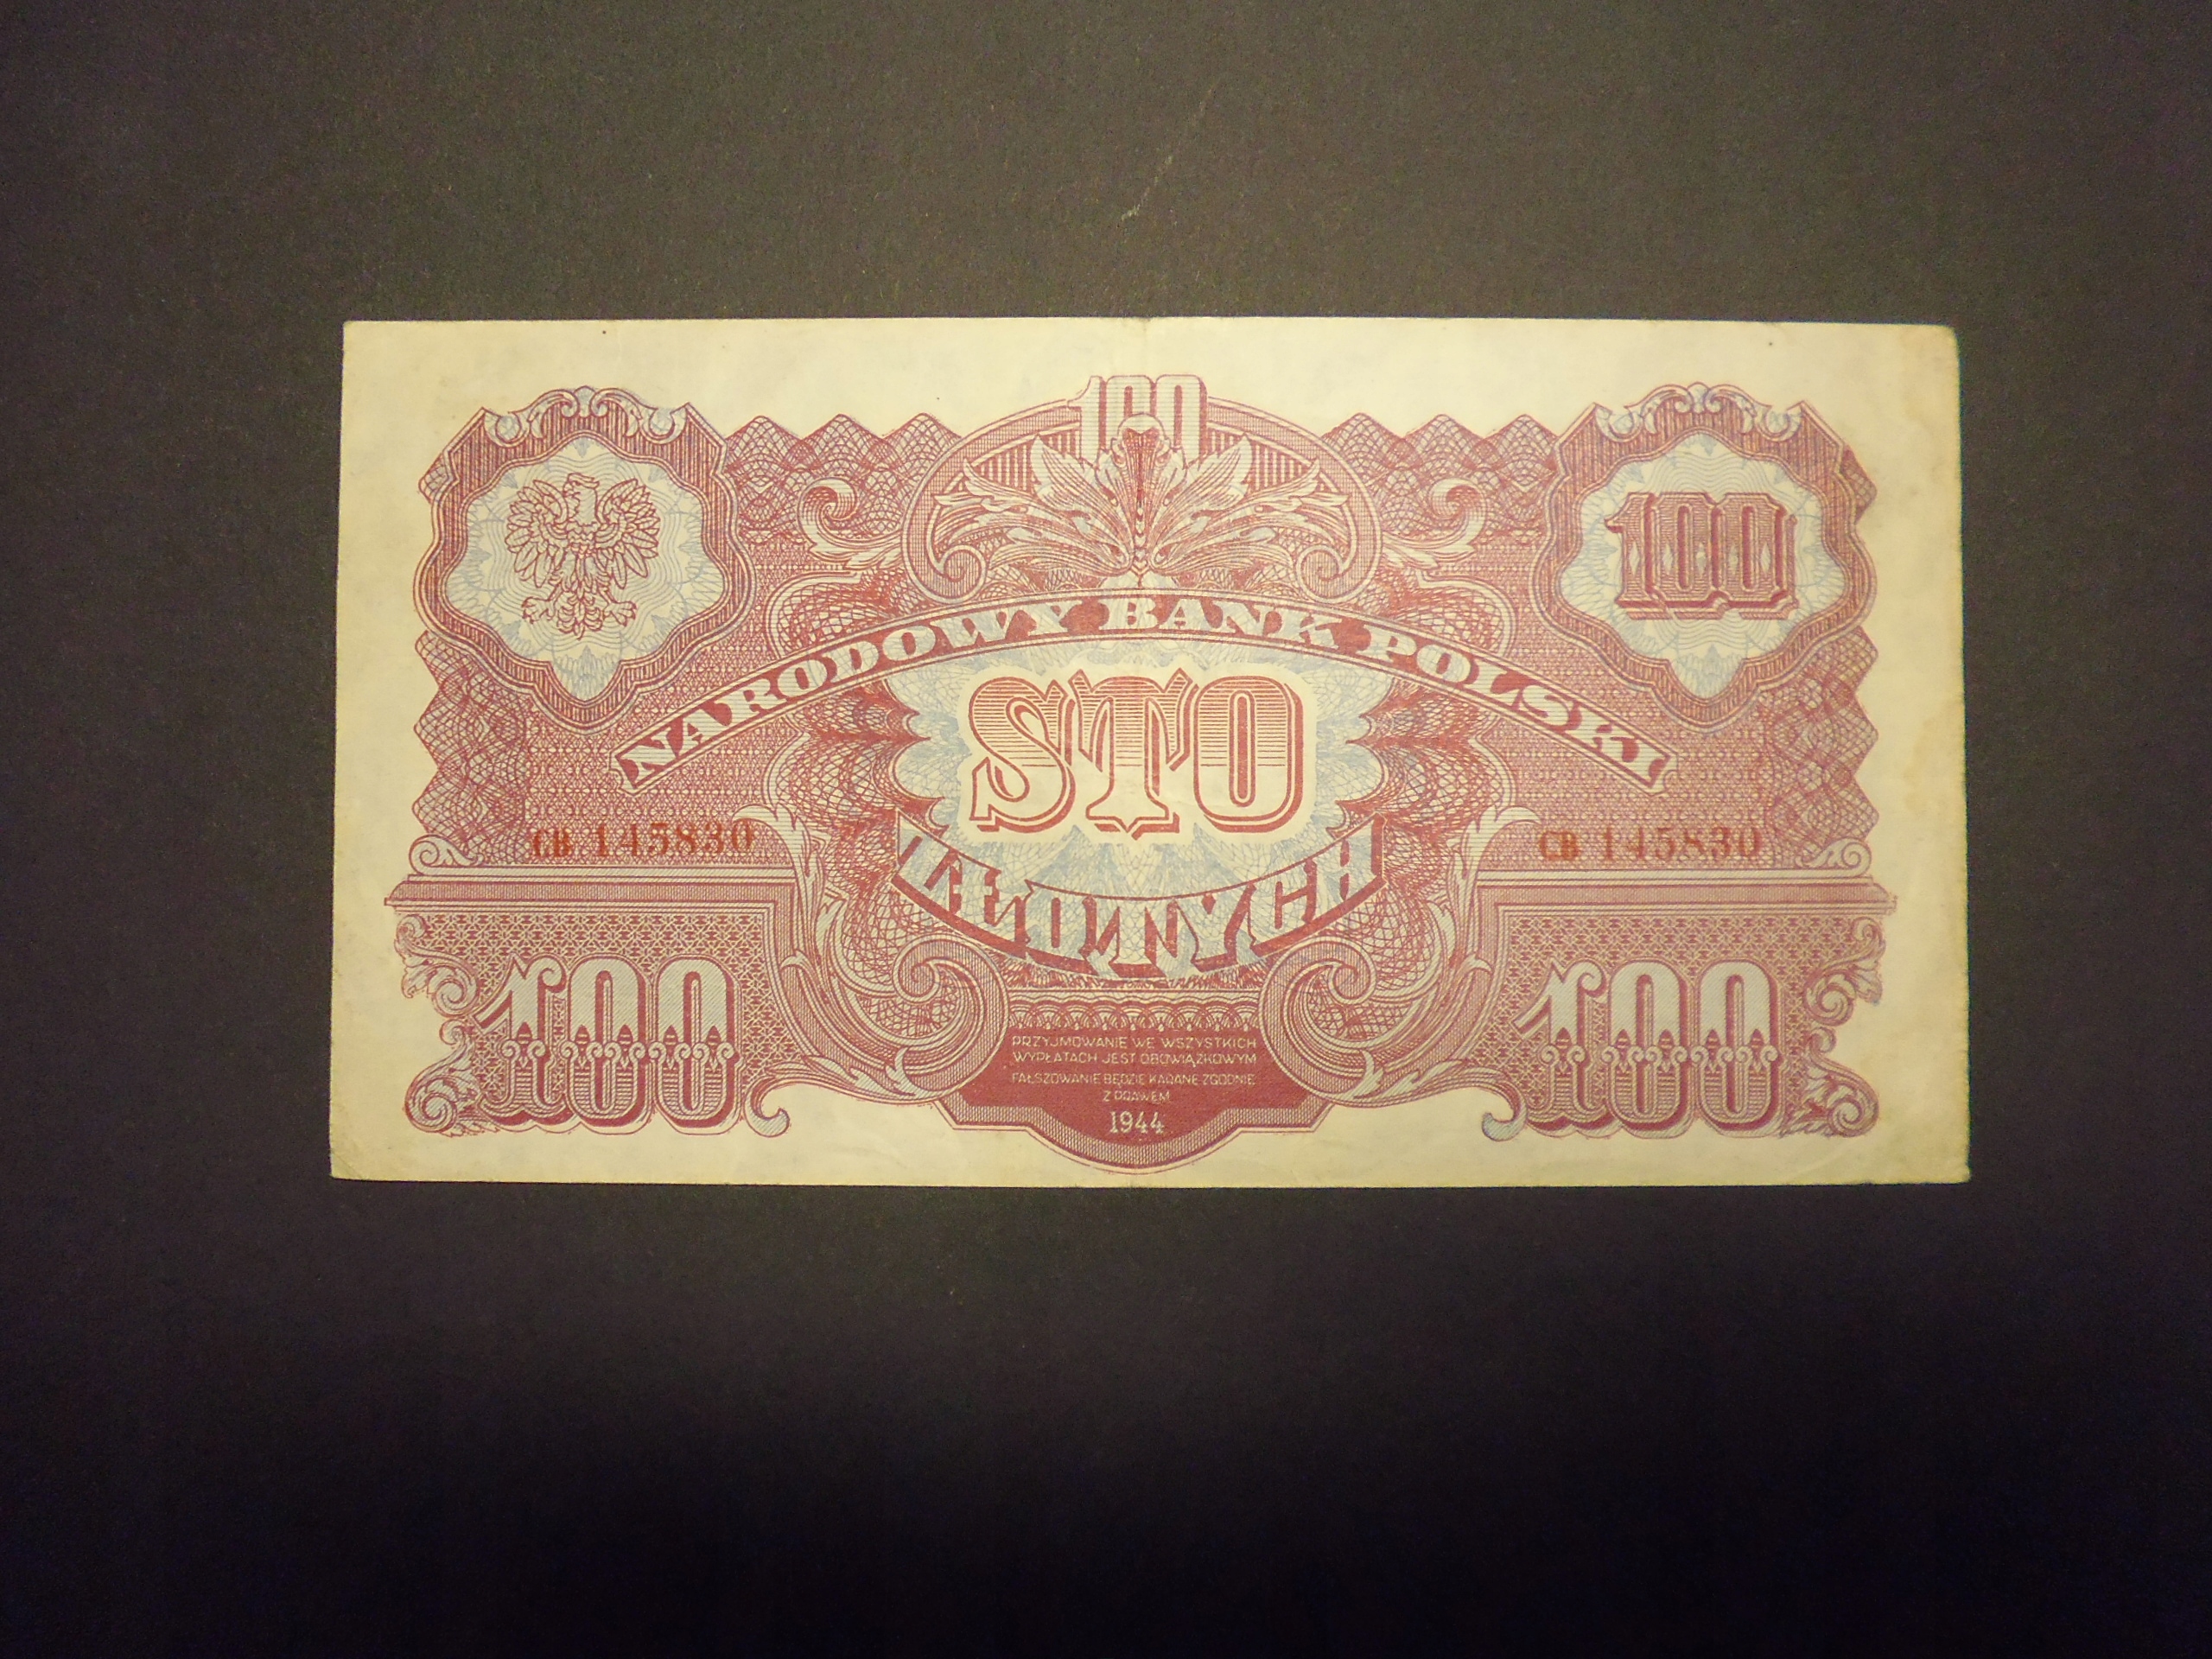 100
100
NARODOWY BANK POLSKI
STO
ZŁOTYCH
CB 145830
CB 145830
100
100
PRZYJMOWANIE WE WSZYSTKICH
WYPŁATACH JEST OBOWIĄZKOWYM
FAŁSZOWANIE BĘDZIE KARANE ZGODNIE
Z PRAWEM
1944